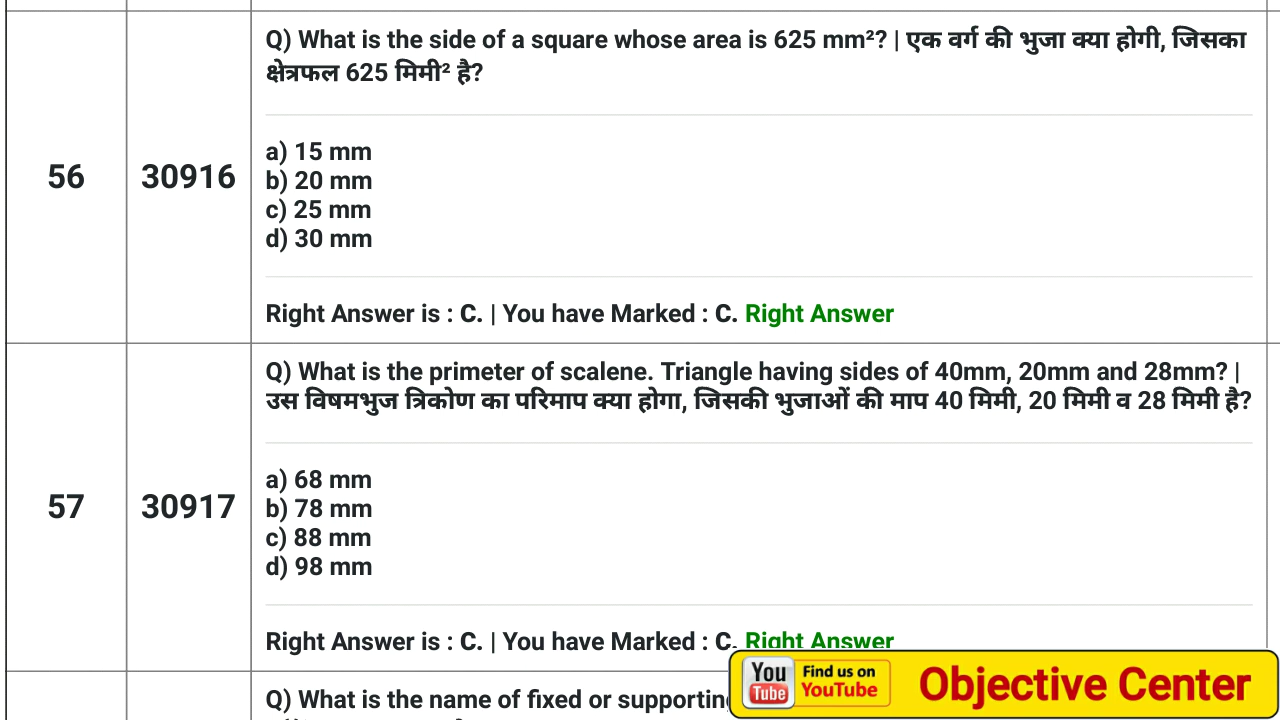 56
30916
Q) What is the side of a square whose area is 625 mm²? | एक वर्ग की भुजा क्या होगी, जिसका
क्षेत्रफल 625 मिमी² है?
a) 15 mm
b) 20 mm
c) 25 mm
d) 30 mm
Right Answer is : C. | You have Marked : C. Right Answer
57
30917
Q) What is the primeter of scalene. Triangle having sides of 40mm, 20mm and 28mm? |
उस विषमभुज त्रिकोण का परिमाप क्या होगा, जिसकी भुजाओं की माप 40 मिमी, 20 मिमी व 28 मिमी है?
a) 68 mm
b) 78 mm
c) 88 mm
d) 98 mm
Right Answer is : C. | You have Marked : C. Right Answer
Q) What is the name of fixed or supporting
You Tube
Find us on
YouTube
Objective Center